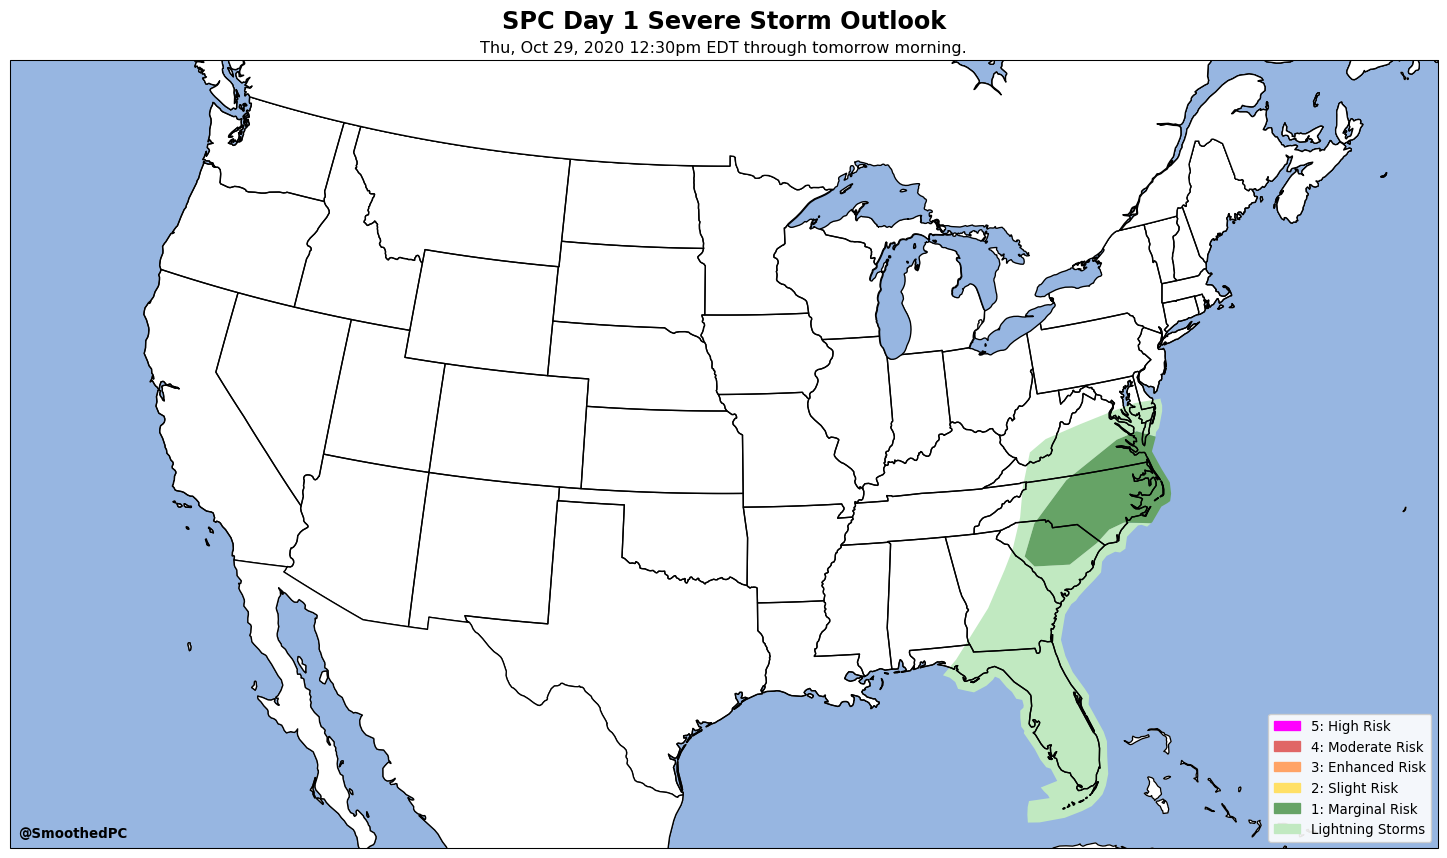 SPC Day 1 Severe Storm Outlook
Thu, Oct 29, 2020 12:30pm EDT through tomorrow morning.
5: High Risk
4: Moderate Risk
3: Enhanced Risk
2: Slight Risk
1: Marginal Risk
Lightning Storms
@SmoothedPC